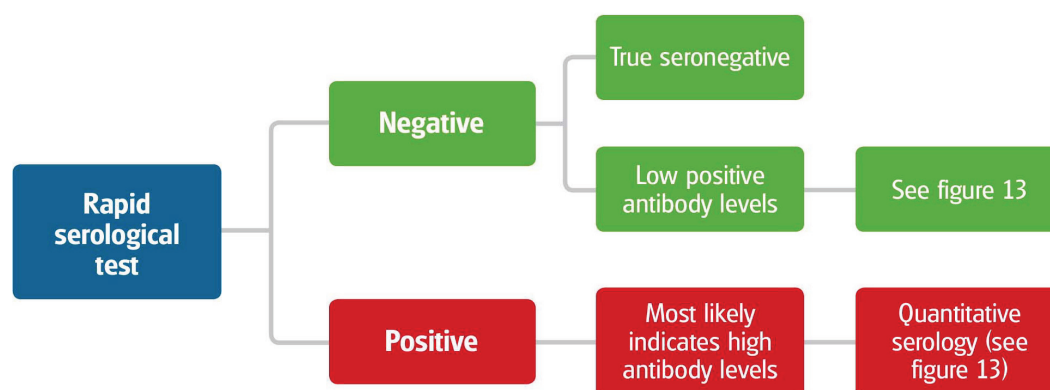 Rapid
serological
test
Negative
True seronegative
Low positive
antibody levels
See figure 13
Positive
Most likely
indicates high
antibody levels
Quantitative
serology (see
figure 13)